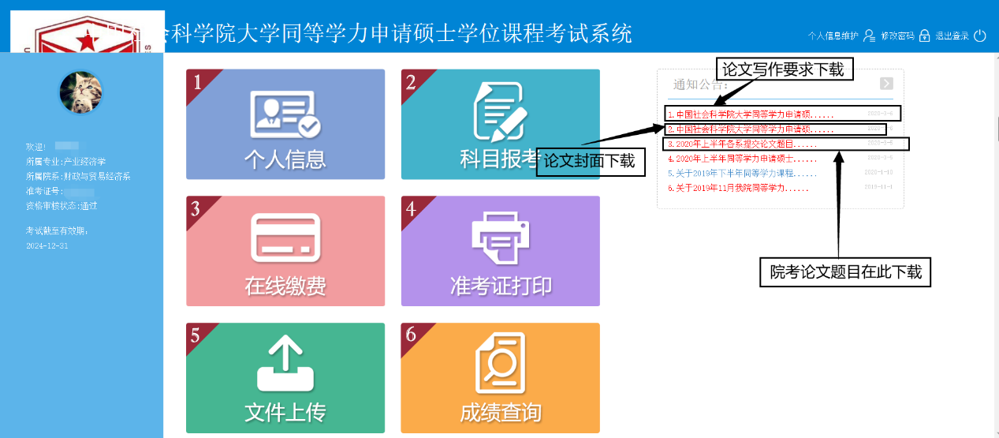 社会科学院大学同等学力申请硕士学位课程考试系统
个人信息维护 修改密码 退出登录
欢迎!
所属专业:产业经济学
所属院系:财政与贸易经济系
准考证号:
资格审核状态:通过
考试截至有效期:
2024-12-31
1
个人信息
2
科目报考
3
在线缴费
4
准考证打印
5
文件上传
6
成绩查询
论文写作要求下载
通知公告:
1.中国社会科学院大学同等学力申请硕...... 2020-3-6
2.中国社会科学院大学同等学力申请硕...... 2020-3-6
3.2020年上半年各系提交论文题目...... 2020-3-5
4.2020年上半年同等学力申请硕士...... 2020-3-5
5.关于2019年下半年同等学力课程...... 2020-1-10
6.关于2019年11月我院同等学力...... 2019-11-1
论文封面下载
院考论文题目在此下载